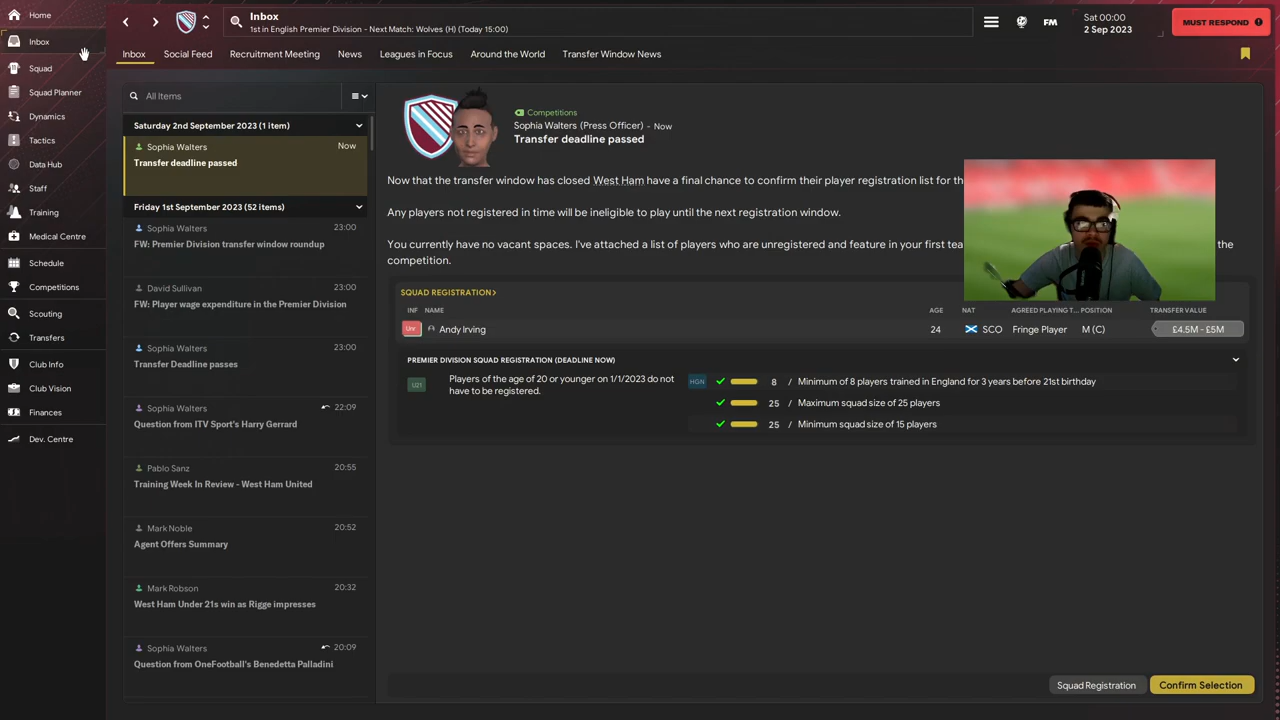 Home
Inbox
Squad
Squad Planner
Dynamics
Tactics
Data Hub
Staff
Training
Medical Centre
Schedule
Competitions
Scouting
Transfers
Club Info
Club Vision
Finances
Dev. Centre
Inbox
1st in English Premier Division - Next Match: Wolves (H) (Today 15:00)
FM
Sat 00:00
2 Sep 2023
MUST RESPOND
Inbox Social Feed Recruitment Meeting News Leagues in Focus Around the World Transfer Window News
All Items
Saturday 2nd September 2023 (1 item)
Sophia Walters Now
Transfer deadline passed
Friday 1st September 2023 (52 items)
Sophia Walters 23:00
FW: Premier Division transfer window roundup
David Sullivan 23:00
FW: Player wage expenditure in the Premier Division
Sophia Walters 23:00
Transfer Deadline passes
Sophia Walters 22:09
Question from ITV Sport's Harry Gerrard
Pablo Sanz 20:55
Training Week In Review - West Ham United
Mark Noble 20:52
Agent Offers Summary
Mark Robson 20:32
West Ham Under 21s win as Rigge impresses
Sophia Walters 20:09
Question from OneFootball's Benedetta Palladini
Competitions
Sophia Walters (Press Officer) - Now
Transfer deadline passed
Now that the transfer window has closed West Ham have a final chance to confirm their player registration list for th
Any players not registered in time will be ineligible to play until the next registration window.
You currently have no vacant spaces. I've attached a list of players who are unregistered and feature in your first tea the
competition.
SQUAD REGISTRATION>
INF NAME AGE NAT AGREED PLAYING T... POSITION TRANSFER VALUE
Unr Andy Irving 24 SCO Fringe Player M (C) £4.5M - £5M
PREMIER DIVISION SQUAD REGISTRATION (DEADLINE NOW)
U21 Players of the age of 20 or younger on 1/1/2023 do not
have to be registered.
HGN 8 / Minimum of 8 players trained in England for 3 years before 21st birthday
25 / Maximum squad size of 25 players
25 / Minimum squad size of 15 players
Squad Registration
Confirm Selection